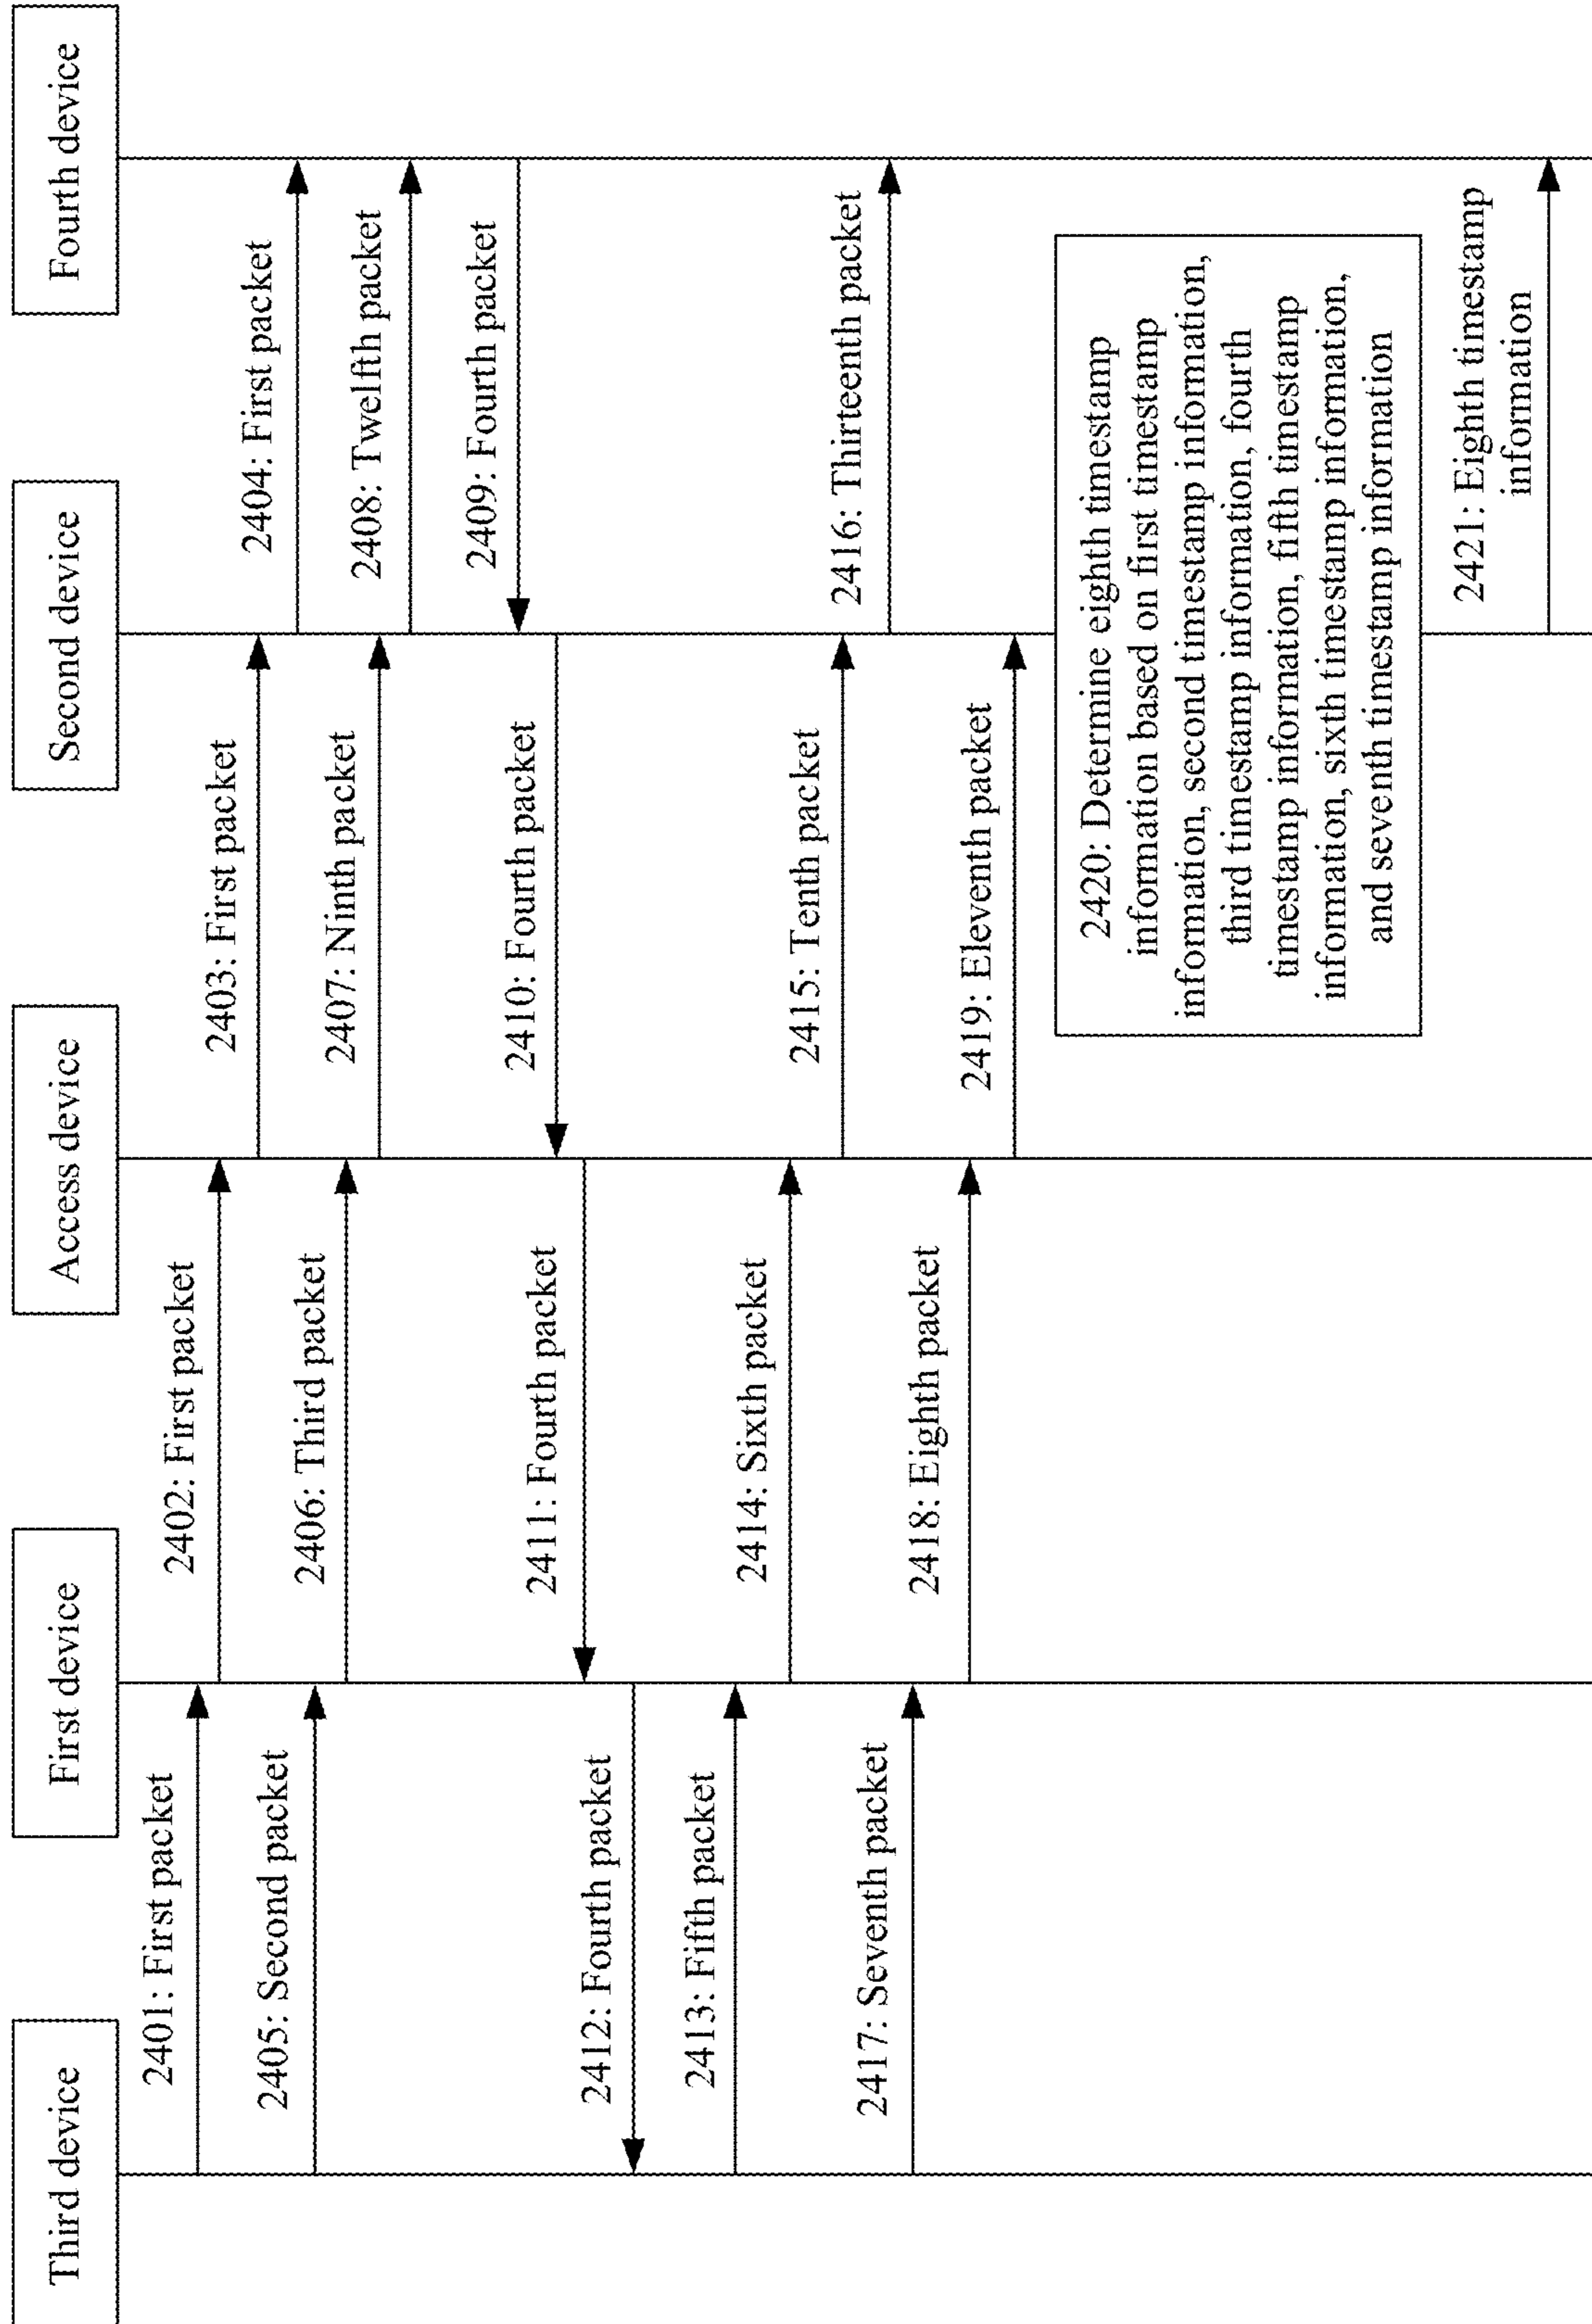 Third device
First device
Access device
Second device
Fourth device
2401: First packet
2402: First packet
2403: First packet
2404: First packet
2405: Second packet
2406: Third packet
2407: Ninth packet
2408: Twelfth packet
2409: Fourth packet
2410: Fourth packet
2411: Fourth packet
2412: Fourth packet
2413: Fifth packet
2414: Sixth packet
2415: Tenth packet
2416: Thirteenth packet
2417: Seventh packet
2418: Eighth packet
2419: Eleventh packet
2420: Determine eighth timestamp
information based on first timestamp
information, second timestamp information,
third timestamp information, fourth
timestamp information, fifth timestamp
information, sixth timestamp information,
and seventh timestamp information
2421: Eighth timestamp
information